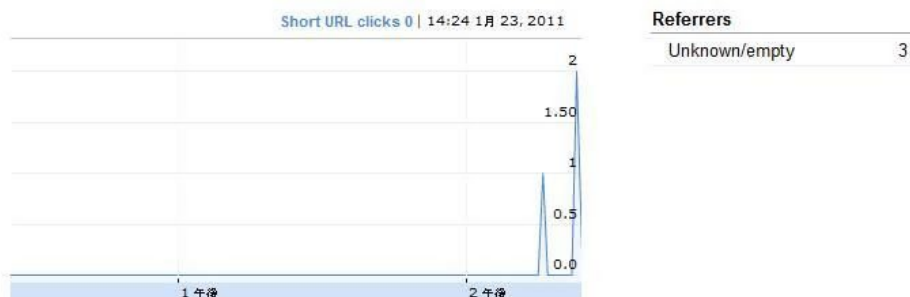 Short URL clicks 0 | 14:24 1月 23, 2011
2
1.50
1
0.5
0.0
1 午後
2 午後
Referrers
Unknown/empty 3